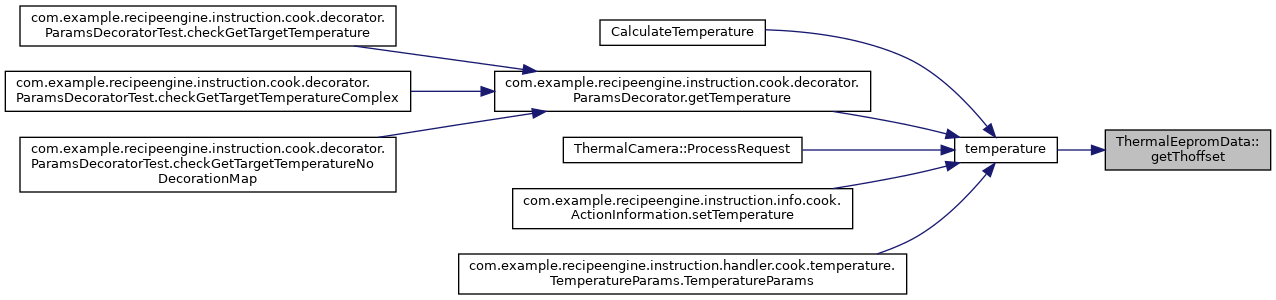 com.example.recipeengine.instruction.cook.decorator.
ParamsDecoratorTest.checkGetTargetTemperature
com.example.recipeengine.instruction.cook.decorator.
ParamsDecoratorTest.checkGetTargetTemperatureComplex
com.example.recipeengine.instruction.cook.decorator.
ParamsDecoratorTest.checkGetTargetTemperatureNo
DecorationMap
CalculateTemperature
com.example.recipeengine.instruction.cook.decorator.
ParamsDecorator.getTemperature
ThermalCamera::ProcessRequest
com.example.recipeengine.instruction.info.cook.
ActionInformation.setTemperature
com.example.recipeengine.instruction.handler.cook.temperature.
TemperatureParams.TemperatureParams
temperature
ThermalEepromData::
getThoffset